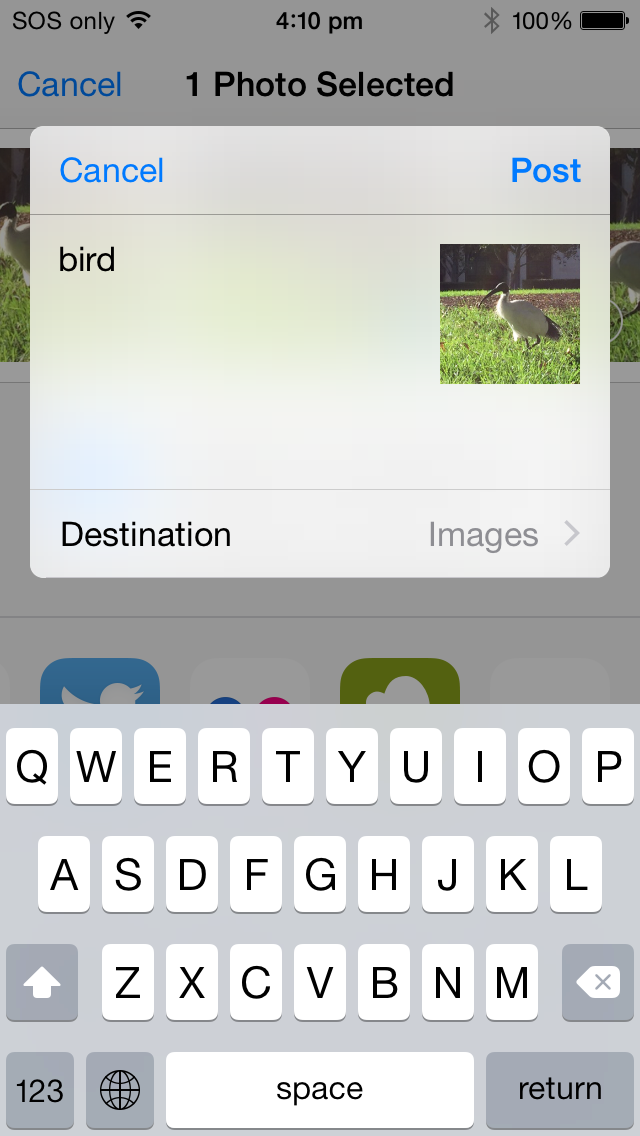 SOS only 4:10 pm 100%
Cancel 1 Photo Selected
Cancel Post
bird
Destination Images
Q W E R T Y U I O P
A S D F G H J K L
Z X C V B N M
123 space return